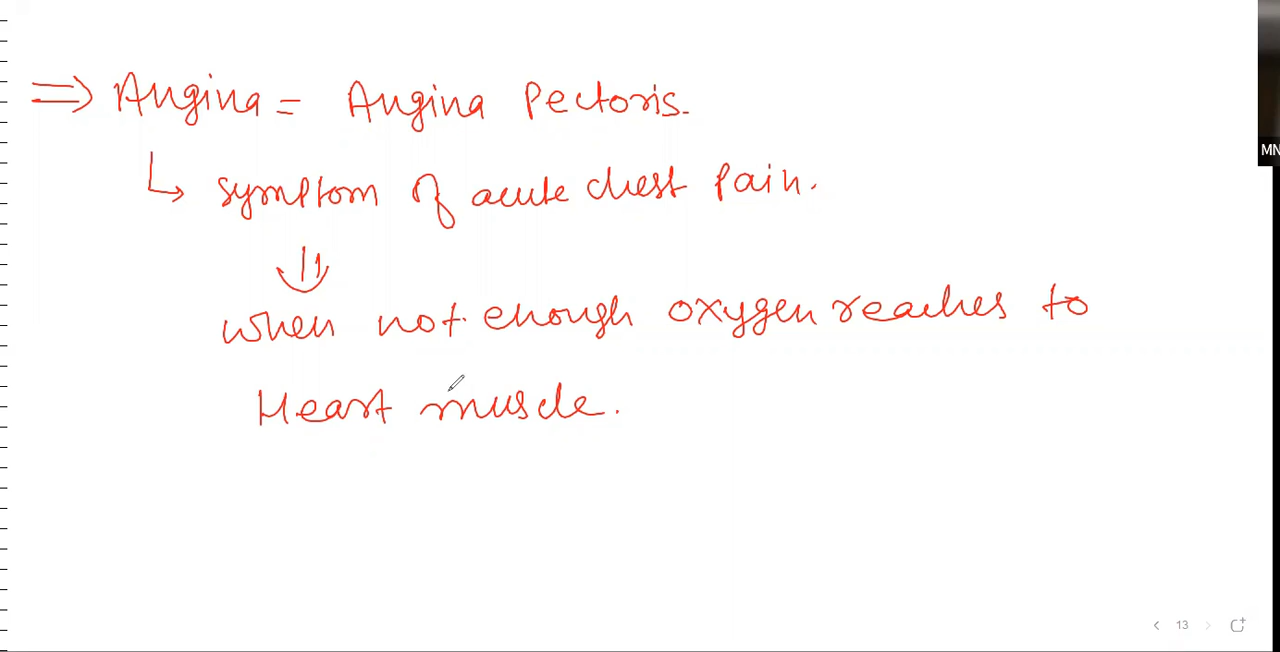 ⇒ Angina = Angina Pectoris.
↳ symptom of acute chest Pain.
⇓
when not enough oxygen reaches to
Heart muscle.
MN
< 13 >